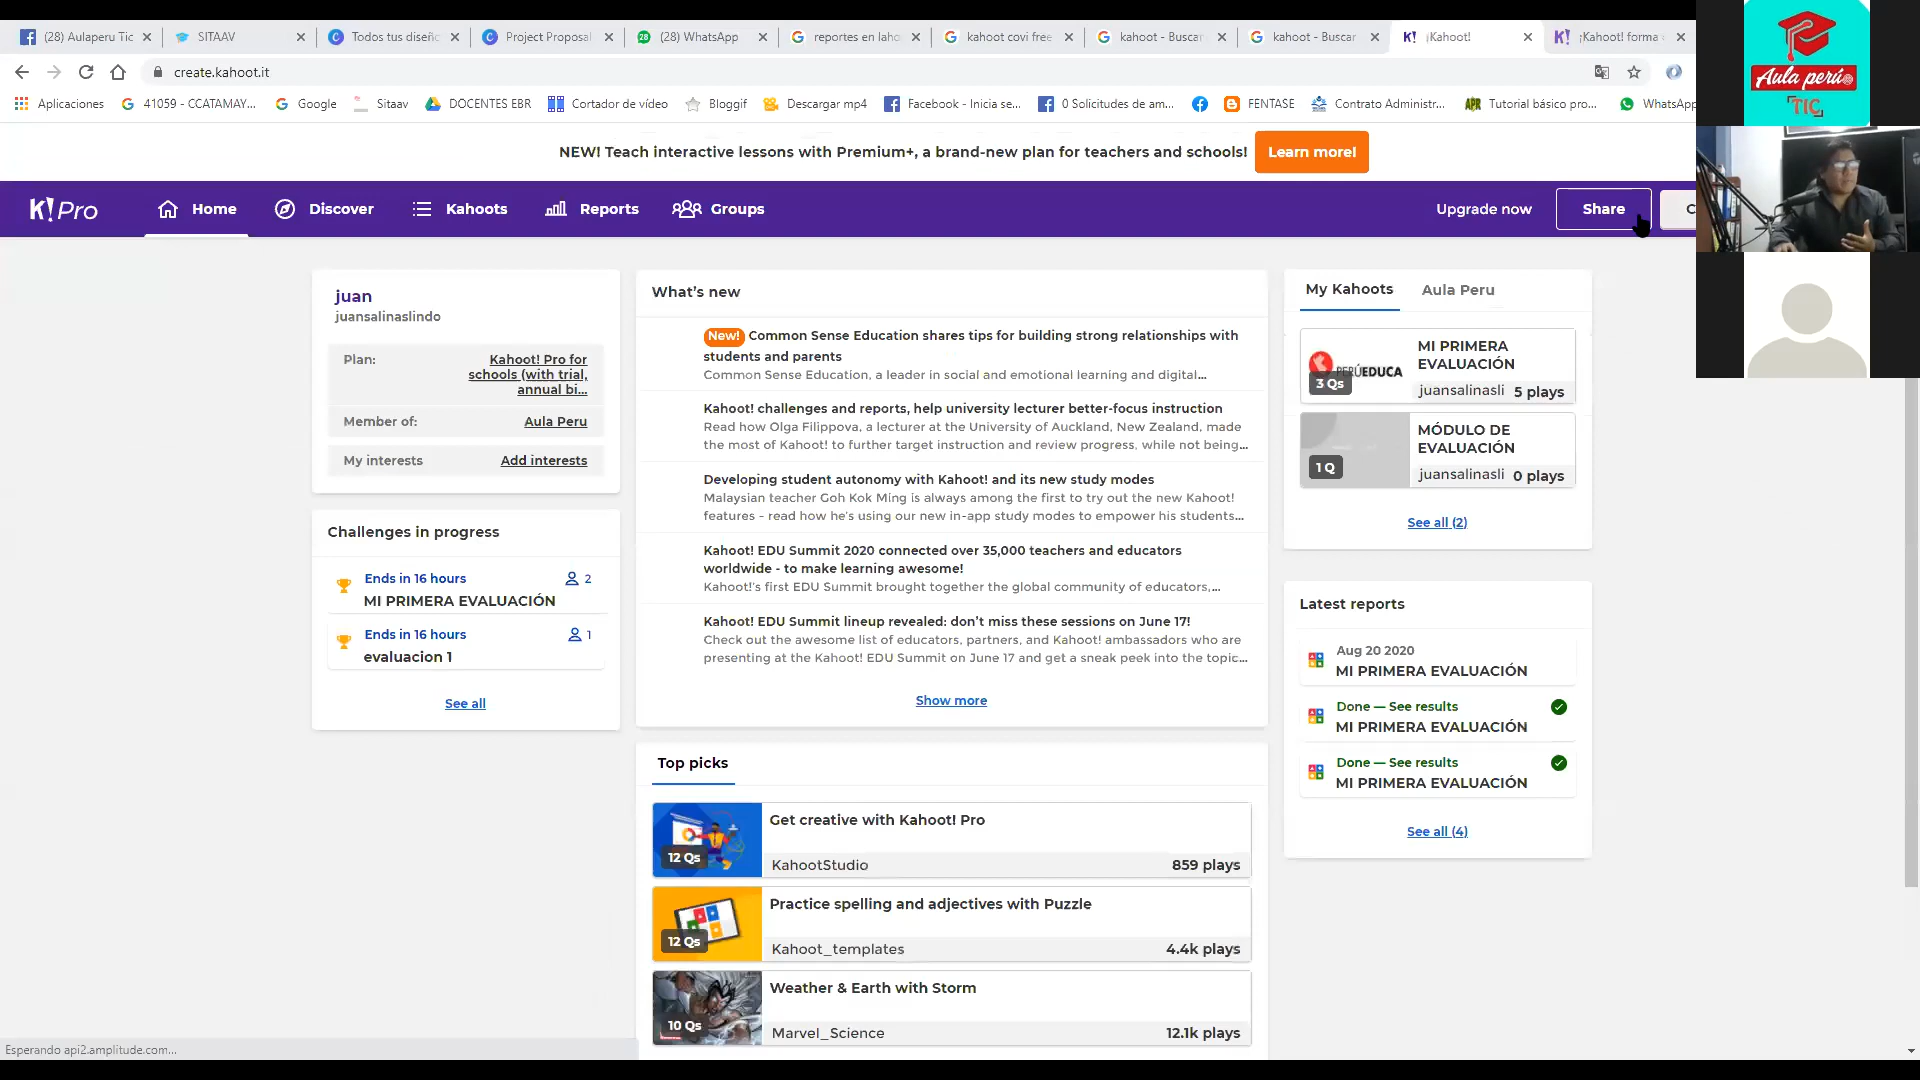 (28) Aulaperu Tic
SITAAV
Todos tus diseñ
Project Proposal
(28) WhatsApp
reportes en laho
kahoot covi free
kahoot - Buscar
kahoot - Buscar
¡Kahoot!
¡Kahoot! forma
create.kahoot.it
Aplicaciones
41059 - CCATAMAY...
Google
Sitaav
DOCENTES EBR
Cortador de vídeo
Bloggif
Descargar mp4
Facebook - Inicia se...
0 Solicitudes de am...
FENTASE
Contrato Administr...
Tutorial básico pro...
WhatsApp
Aula perú
TIC
NEW! Teach interactive lessons with Premium+, a brand-new plan for teachers and schools!
Learn more!
K! Pro
Home
Discover
Kahoots
Reports
Groups
Upgrade now
Share
C
juan
juansalinaslindo
Plan:
Kahoot! Pro for
schools (with trial,
annual bi...
Member of:
Aula Peru
My interests
Add interests
Challenges in progress
Ends in 16 hours
2
MI PRIMERA EVALUACIÓN
Ends in 16 hours
1
evaluacion 1
See all
What's new
New! Common Sense Education shares tips for building strong relationships with
students and parents
Common Sense Education, a leader in social and emotional learning and digital...
Kahoot! challenges and reports, help university lecturer better-focus instruction
Read how Olga Filippova, a lecturer at the University of Auckland, New Zealand, made
the most of Kahoot! to further target instruction and review progress, while not being...
Developing student autonomy with Kahoot! and its new study modes
Malaysian teacher Goh Kok Ming is always among the first to try out the new Kahoot!
features - read how he's using our new in-app study modes to empower his students...
Kahoot! EDU Summit 2020 connected over 35,000 teachers and educators
worldwide - to make learning awesome!
Kahoot!'s first EDU Summit brought together the global community of educators,...
Kahoot! EDU Summit lineup revealed: don't miss these sessions on June 17!
Check out the awesome list of educators, partners, and Kahoot! ambassadors who are
presenting at the Kahoot! EDU Summit on June 17 and get a sneak peek into the topic...
Show more
Top picks
Get creative with Kahoot! Pro
12 Qs
KahootStudio
859 plays
Practice spelling and adjectives with Puzzle
12 Qs
Kahoot_templates
4.4k plays
Weather & Earth with Storm
10 Qs
Marvel_Science
12.1k plays
My Kahoots
Aula Peru
PERÚEDUCA
3 Qs
MI PRIMERA
EVALUACIÓN
juansalinasli
5 plays
1 Q
MÓDULO DE
EVALUACIÓN
juansalinasli
0 plays
See all (2)
Latest reports
Aug 20 2020
MI PRIMERA EVALUACIÓN
Done — See results
MI PRIMERA EVALUACIÓN
Done — See results
MI PRIMERA EVALUACIÓN
See all (4)
Esperando api2.amplitude.com...